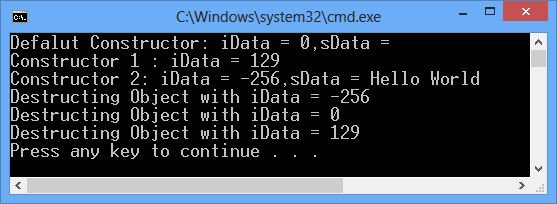 C:\Windows\system32\cmd.exe
Defalut Constructor: iData = 0,sData =
Constructor 1 : iData = 129
Constructor 2: iData = -256,sData = Hello World
Destructing Object with iData = -256
Destructing Object with iData = 0
Destructing Object with iData = 129
Press any key to continue . . .